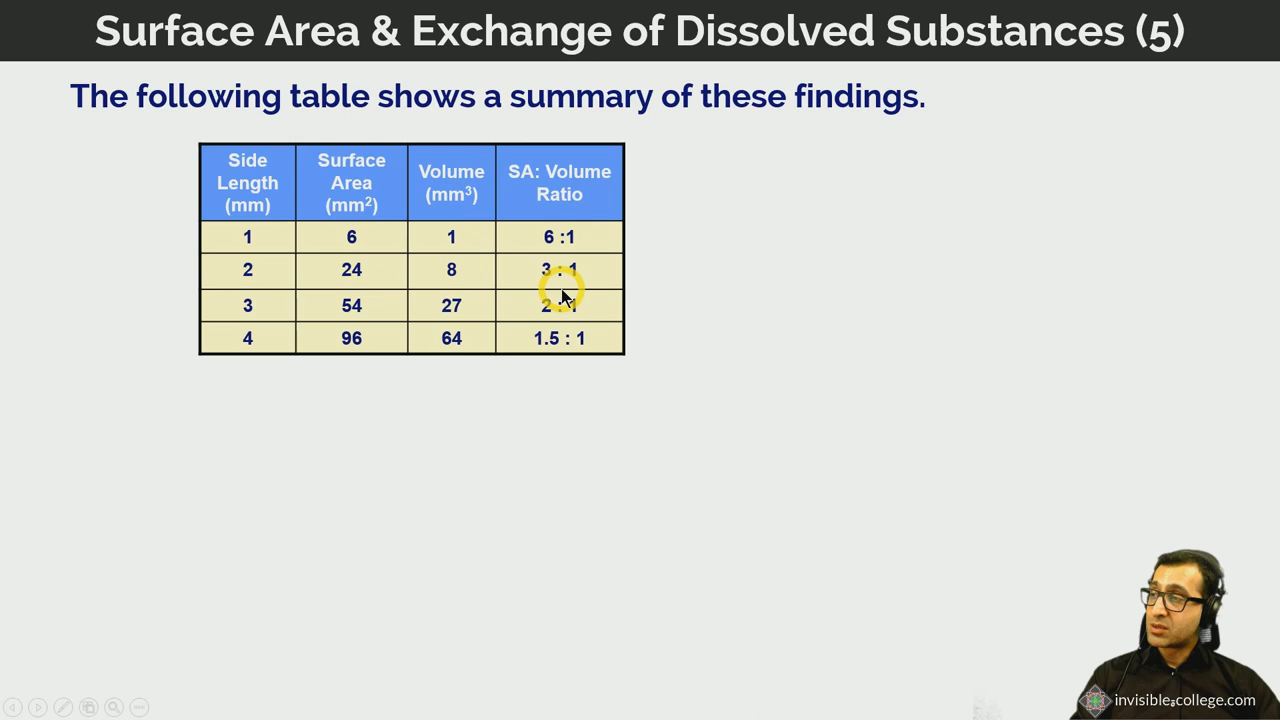 Surface Area & Exchange of Dissolved Substances (5)
The following table shows a summary of these findings.
Side Length (mm) Surface Area (mm²) Volume (mm³) SA: Volume Ratio
1 6 1 6 :1
2 24 8 3 : 1
3 54 27 2 : 1
4 96 64 1.5 : 1
invisible-college.com